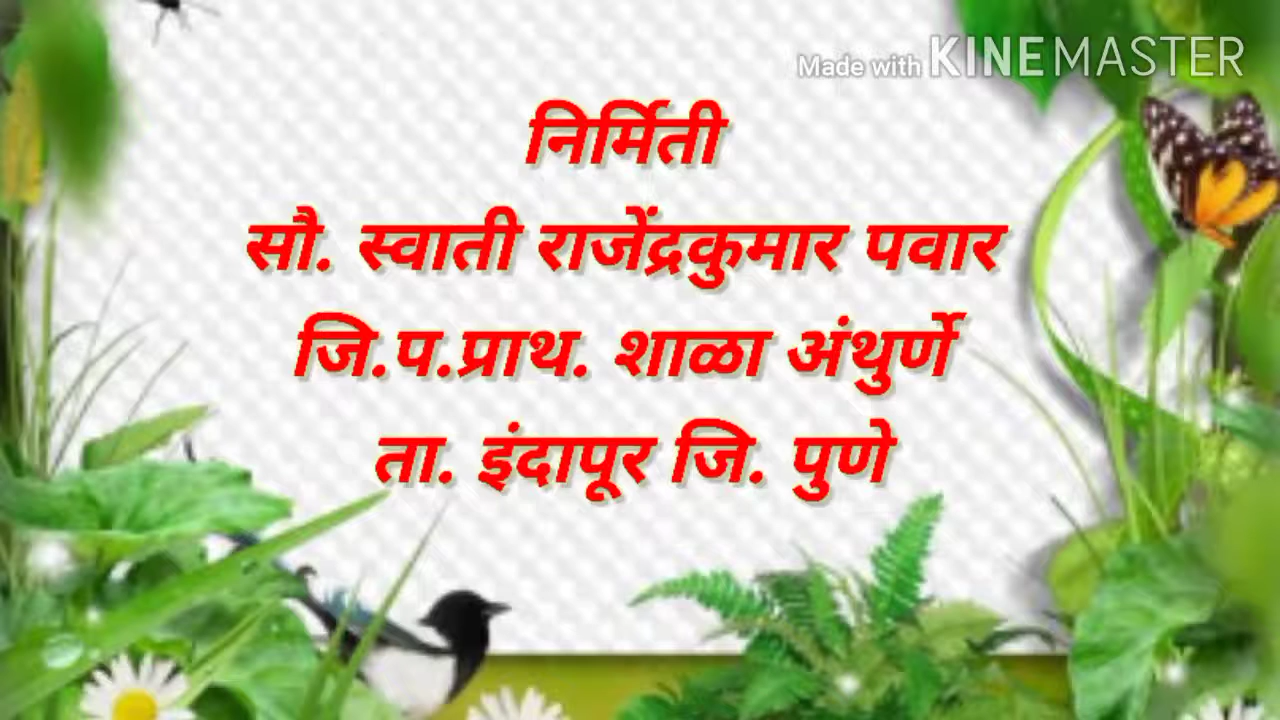 Made with KINEMASTER
निर्मिती
सौ. स्वाती राजेंद्रकुमार पवार
जि.प.प्राथ. शाळा अंथुर्णे
ता. इंदापूर जि. पुणे